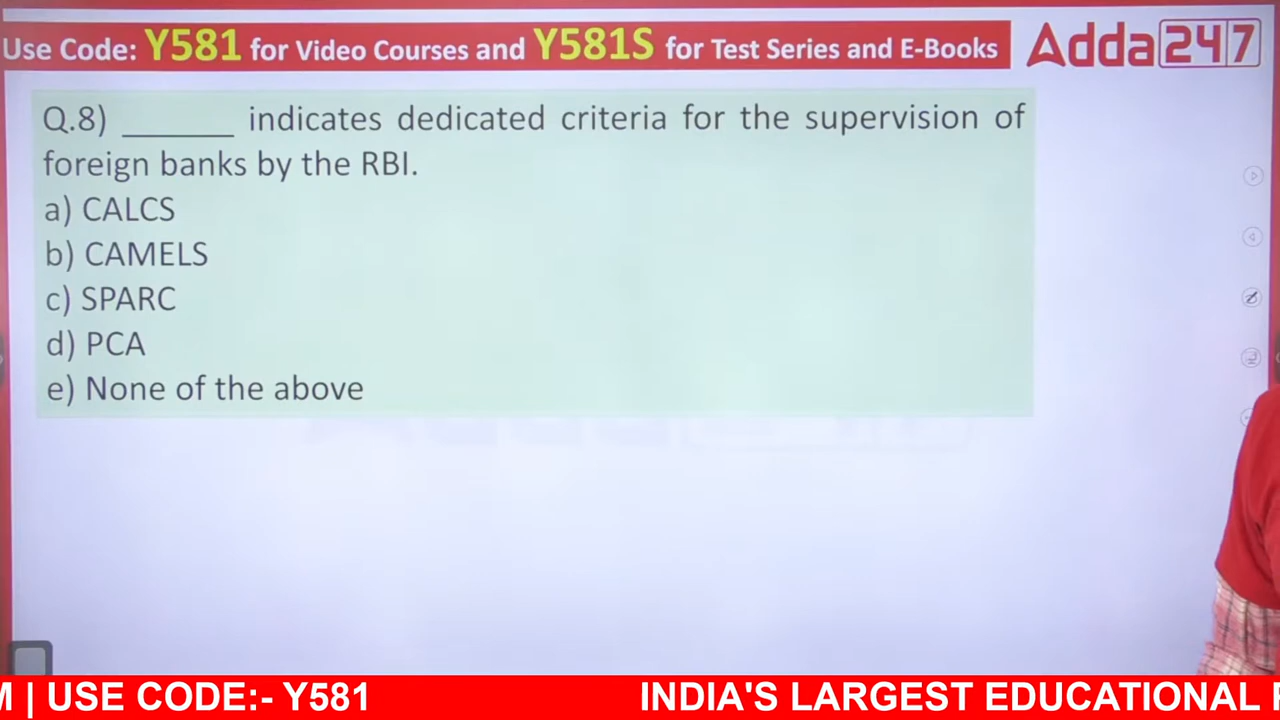 Use Code: Y581 for Video Courses and Y581S for Test Series and E-Books
Adda247
Q.8) ______ indicates dedicated criteria for the supervision of
foreign banks by the RBI.
a) CALCS
b) CAMELS
c) SPARC
d) PCA
e) None of the above
M | USE CODE:- Y581
INDIA'S LARGEST EDUCATIONAL